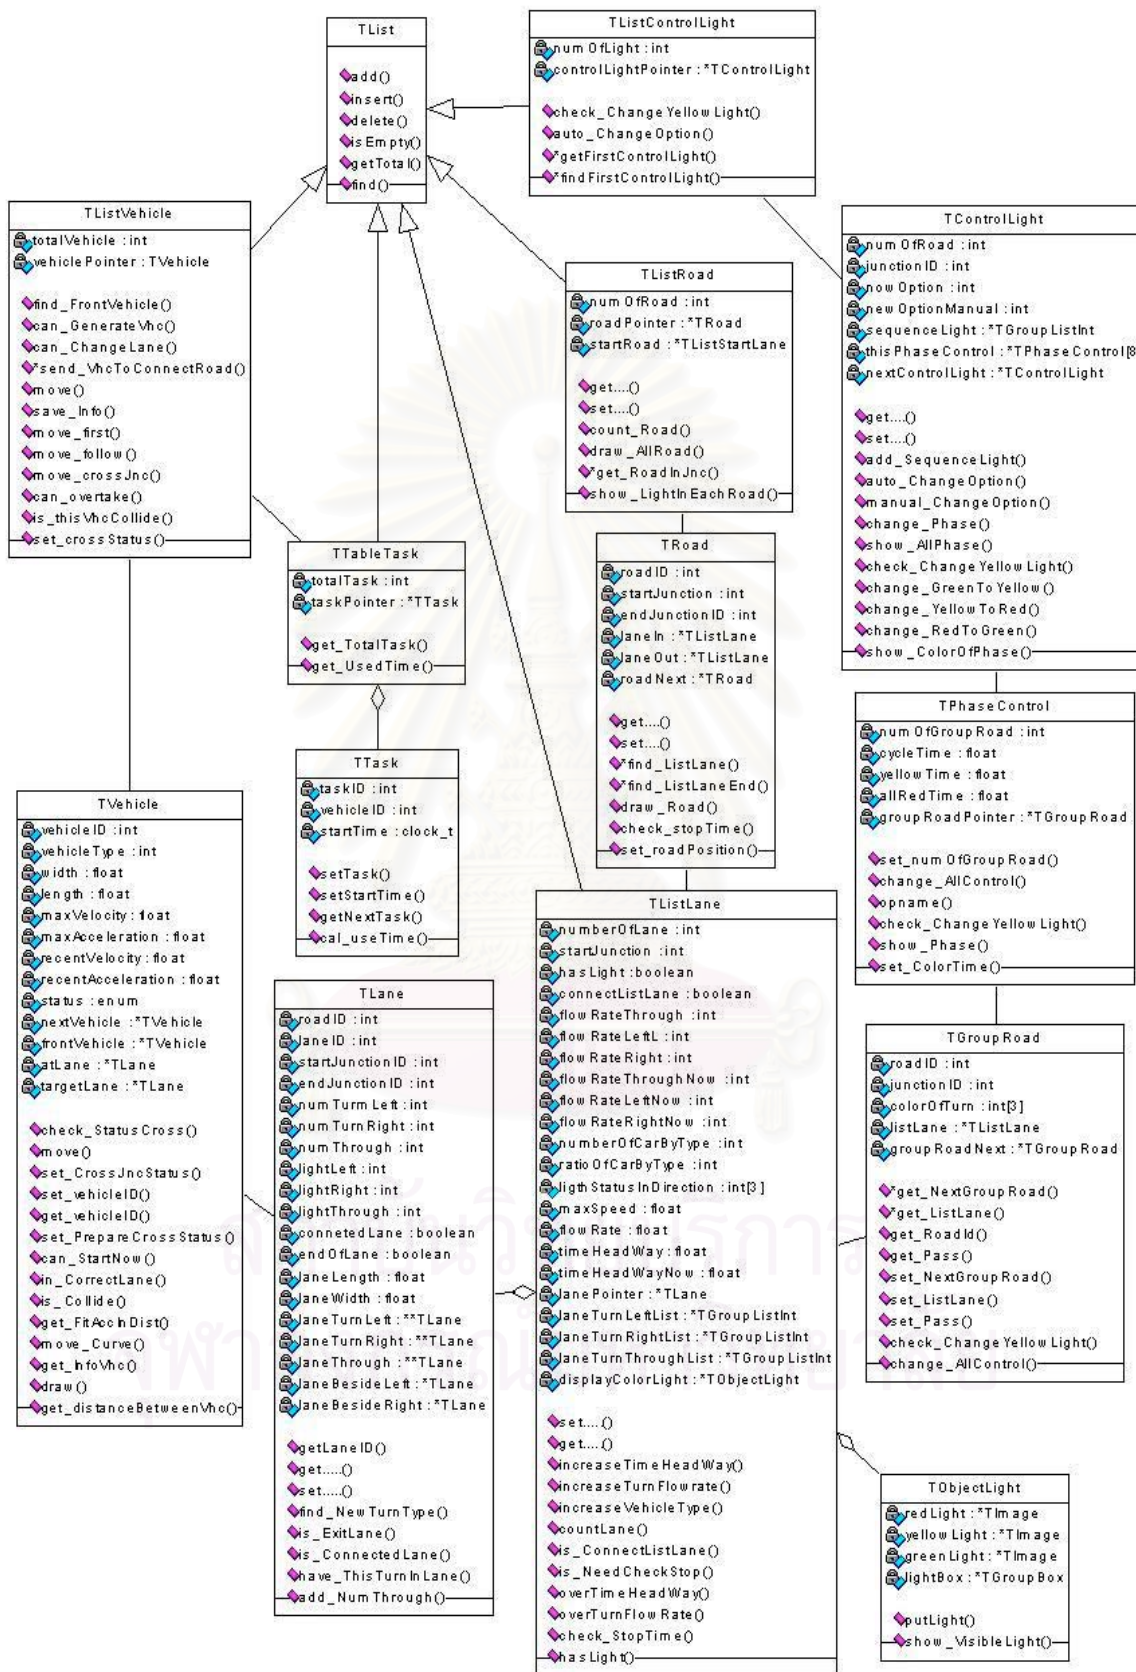 TList
add()
insert()
delete()
isEmpty()
getTotal()
find()
TListControlLight
numOfLight : int
controlLightPointer : *TControlLight
check_ChangeYellowLight()
auto_ChangeOption()
*getFirstControlLight()
*findFirstControlLight()
TListVehicle
totalVehicle : int
vehiclePointer : TVehicle
find_FrontVehicle()
can_GenerateVhc()
can_ChangeLane()
*send_VhcToConnectRoad()
move()
save_Info()
move_first()
move_follow()
move_crossJnc()
can_overtake()
is_thisVhcCollide()
set_crossStatus()
TListRoad
numOfRoad : int
roadPointer : *TRoad
startRoad : *TListStartLane
get....()
set....()
count_Road()
draw_AllRoad()
*get_RoadInJnc()
show_LightInEachRoad()
TControlLight
numOfRoad : int
junctionID : int
nowOption : int
newOptionManual : int
sequenceLight : *TGroupListInt
thisPhaseControl : *TPhaseControl[8
nextControlLight : *TControlLight
get....()
set....()
add_SequenceLight()
auto_ChangeOption()
manual_ChangeOption()
change_Phase()
show_AllPhase()
check_ChangeYellowLight()
change_GreenToYellow()
change_YellowToRed()
change_RedToGreen()
show_ColorOfPhase()
TTableTask
totalTask : int
taskPointer : *TTask
get_TotalTask()
get_UsedTime()
TRoad
roadID : int
startJunction : int
endJunctionID : int
laneIn : *TListLane
laneOut : *TListLane
roadNext : *TRoad
get....()
set....()
*find_ListLane()
*find_ListLaneEnd()
draw_Road()
check_stopTime()
set_roadPosition()
TPhaseControl
numOfGroupRoad : int
cycleTime : float
yellowTime : float
allRedTime : float
groupRoadPointer : *TGroupRoad
set_numOfGroupRoad()
change_AllControl()
opname()
check_ChangeYellowLight()
show_Phase()
set_ColorTime()
TTask
taskID : int
vehicleID : int
startTime : clock_t
setTask()
setStartTime()
getNextTask()
cal_useTime()
TVehicle
vehicleID : int
vehicleType : int
width : float
length : float
maxVelocity : float
maxAcceleration : float
recentVelocity : float
recentAcceleration : float
status : enum
nextVehicle : *TVehicle
frontVehicle : *TVehicle
atLane : *TLane
targetLane : *TLane
check_StatusCross()
move()
set_CrossJncStatus()
set_vehicleID()
get_vehicleID()
set_PrepareCrossStatus()
can_StartNow()
in_CorrectLane()
is_Collide()
get_FitAccInDist()
move_Curve()
get_InfoVhc()
draw()
get_distanceBetweenVhc()
TLane
roadID : int
laneID : int
startJunctionID : int
endJunctionID : int
numTurmLeft : int
numTurnRight : int
numThrough : int
lightLeft : int
lightRight : int
lightThrough : int
connetedLane : boolean
endOfLane : boolean
laneLength : float
laneWidth : float
laneTurnLeft : **TLane
laneTurnRight : **TLane
laneThrough : **TLane
laneBesideLeft : *TLane
laneBesideRight : *TLane
getLaneID()
get.....()
set.....()
find_NewTurnType()
is_ExitLane()
is_ConnectedLane()
have_ThisTurnInLane()
add_NumThrough()
TListLane
numberOfLane : int
startJunction : int
hasLight : boolean
connectListLane : boolean
flowRateThrough : int
flowRateLeftL : int
flowRateRight : int
flowRateThroughNow : int
flowRateLeftNow : int
flowRateRightNow : int
numberOfCarByType : int
ratioOfCarByType : int
ligthStatusInDirection : int[3]
maxSpeed : float
flowRate : float
timeHeadWay : float
timeHeadWayNow : float
lanePointer : *TLane
laneTurnLeftList : *TGroupListInt
laneTurnRightList : *TGroupListInt
laneTurnThroughList : *TGroupListInt
displayColorLight : *TObjectLight
set....()
get....()
increaseTimeHeadWay()
increaseTurnFlowrate()
increaseVehicleType()
countLane()
is_ConnectListLane()
is_NeedCheckStop()
overTimeHeadWay()
overTurnFlowRate()
check_StopTime()
hasLight()
TGroupRoad
roadID : int
junctionID : int
colorOfTurn : int[3]
listLane : *TListLane
groupRoadNext : *TGroupRoad
*get_NextGroupRoad()
*get_ListLane()
get_RoadId()
get_Pass()
set_NextGroupRoad()
set_ListLane()
set_Pass()
check_ChangeYellowLight()
change_AllControl()
TObjectLight
redLight : *TImage
yellowLight : *TImage
greenLight : *TImage
lightBox : *TGroupBox
putLight()
show_VisibleLight()